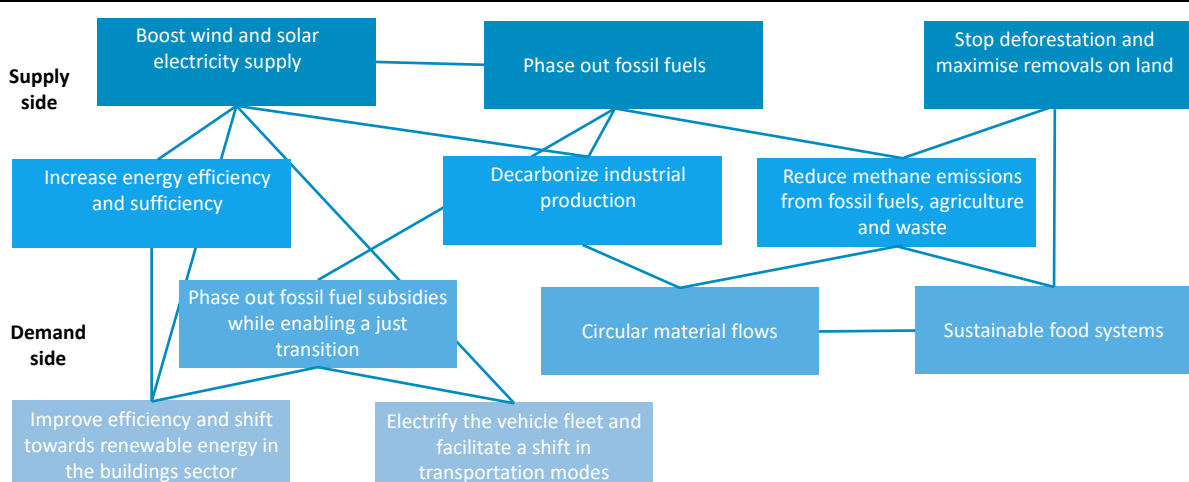 Boost wind and solar
electricity supply
Phase out fossil fuels
Stop deforestation and
maximise removals on land
Supply
side
Increase energy efficiency
and sufficiency
Decarbonize industrial
production
Reduce methane emissions
from fossil fuels, agriculture
and waste
Phase out fossil fuel subsidies
while enabling a just
transition
Circular material flows
Sustainable food systems
Demand
side
Improve efficiency and shift
towards renewable energy in
the buildings sector
Electrify the vehicle fleet and
facilitate a shift in
transportation modes